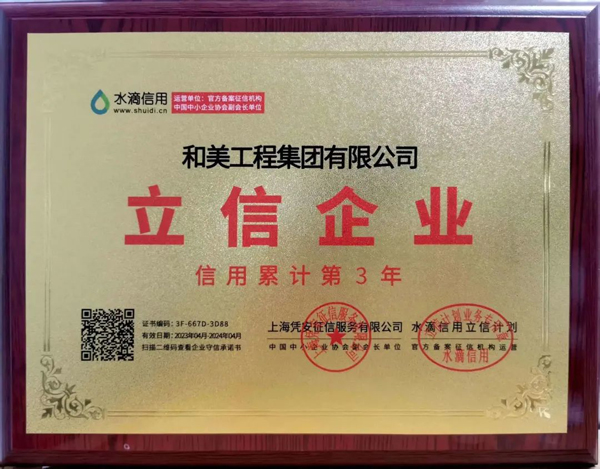 水滴信用
www.shuidi.cn
运营单位：官方备案征信机构
中国中小企业协会副会长单位
和美工程集团有限公司
立信企业
信用累计第3年
证书编码：3F-667D-3D88
有效日期：2023年04月-2024年04月
扫描二维码查看企业守信承诺书
上海凭安征信服务有限公司
中国中小企业协会副会长单位
水滴信用立信计划
官方备案征信机构运营
水滴信用